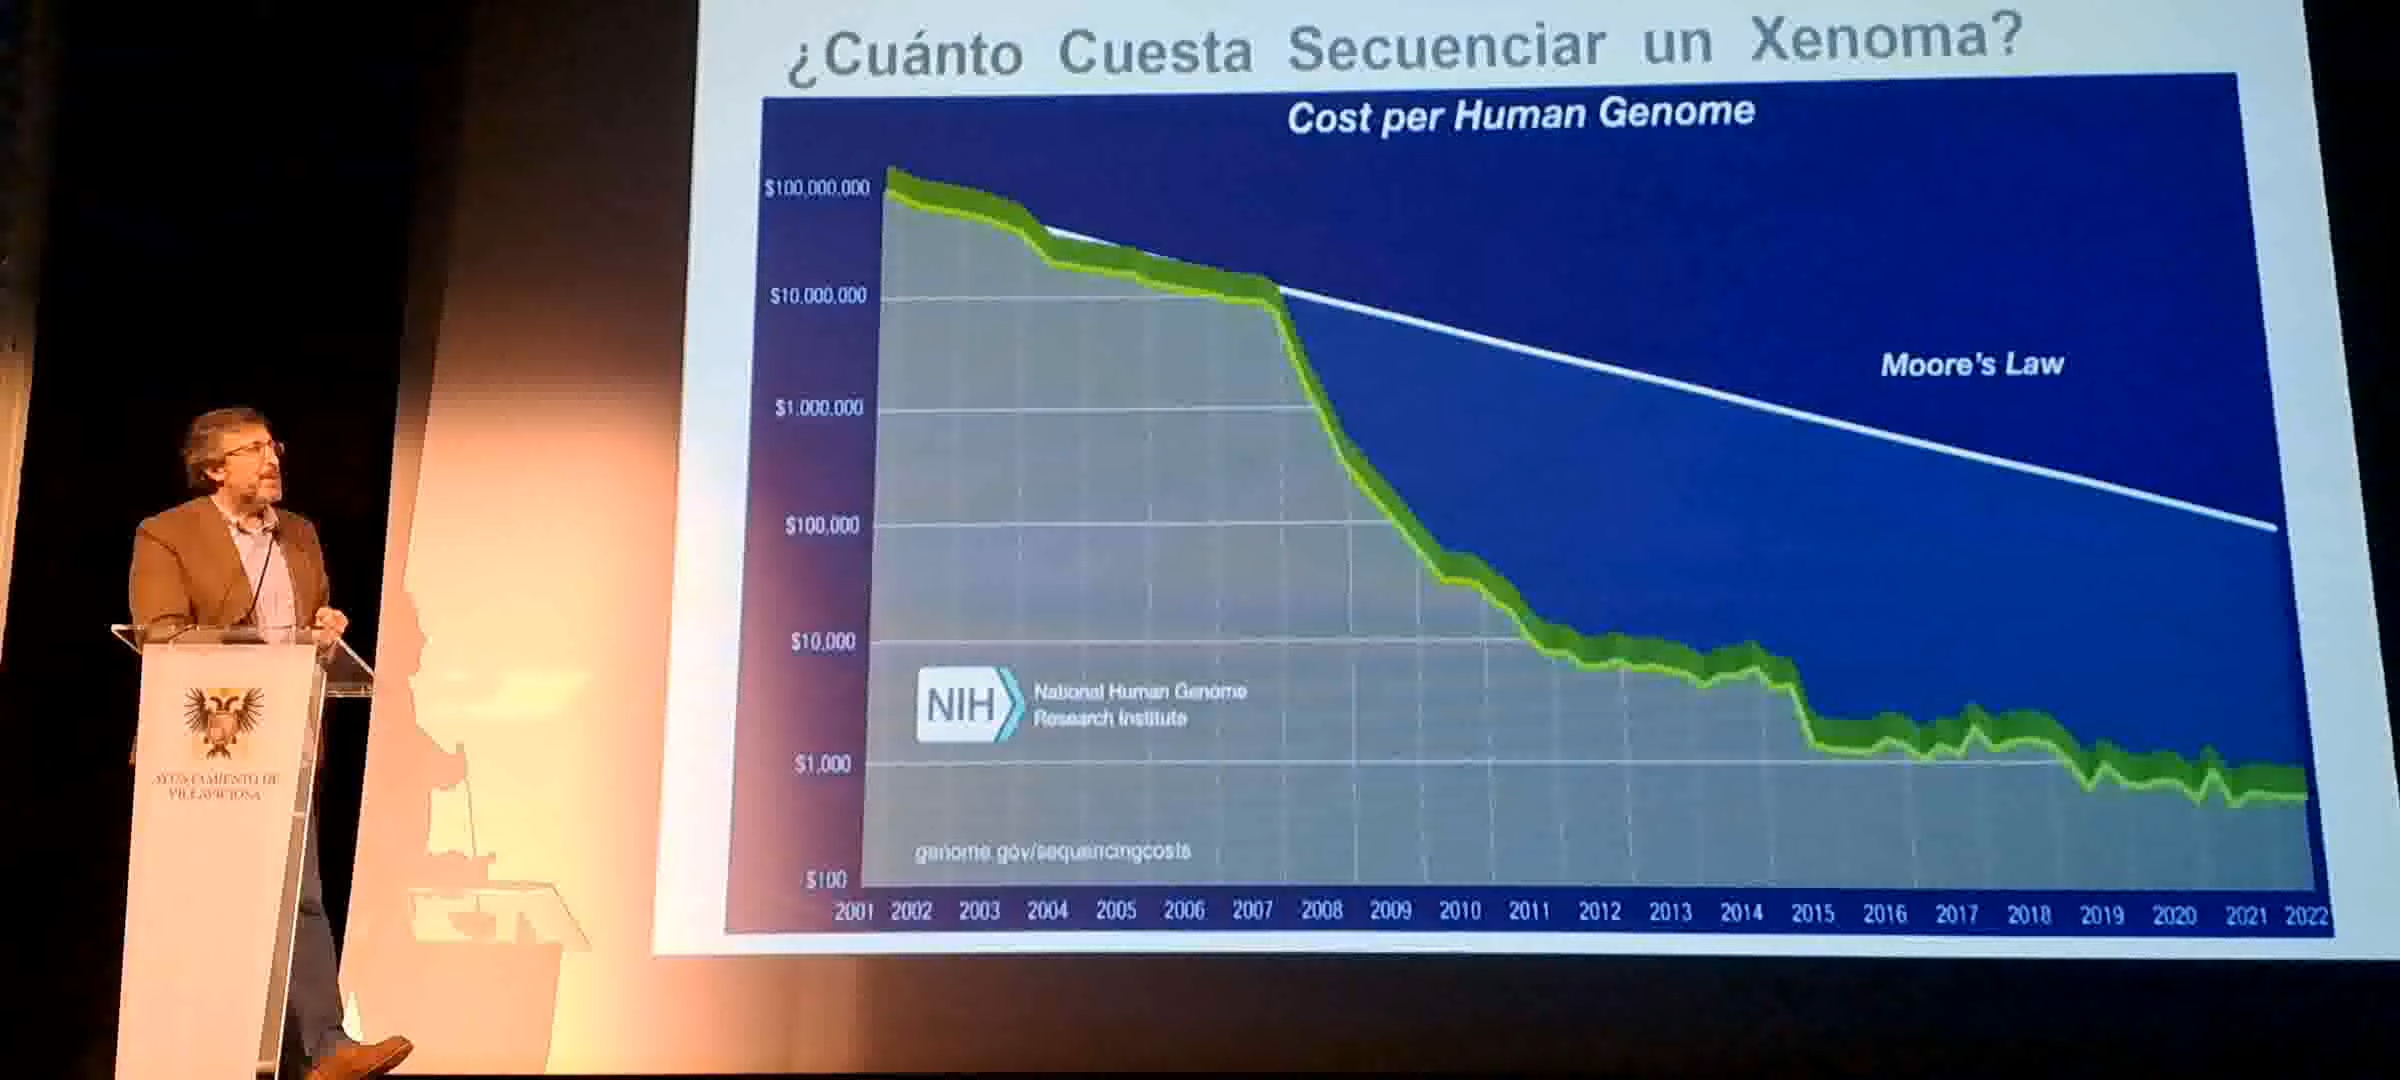 ¿Cuánto Cuesta Secuenciar un Xenoma?
Cost per Human Genome
$100,000,000
$10,000,000
$1,000,000
$100,000
$10,000
$1,000
$100
Moore's Law
NIH
National Human Genome
Research Institute
genome.gov/sequencingcosts
2001 2002 2003 2004 2005 2006 2007 2008 2009 2010 2011 2012 2013 2014 2015 2016 2017 2018 2019 2020 2021 2022
AYUNTAMIENTO DE
VILLAVICIOSA